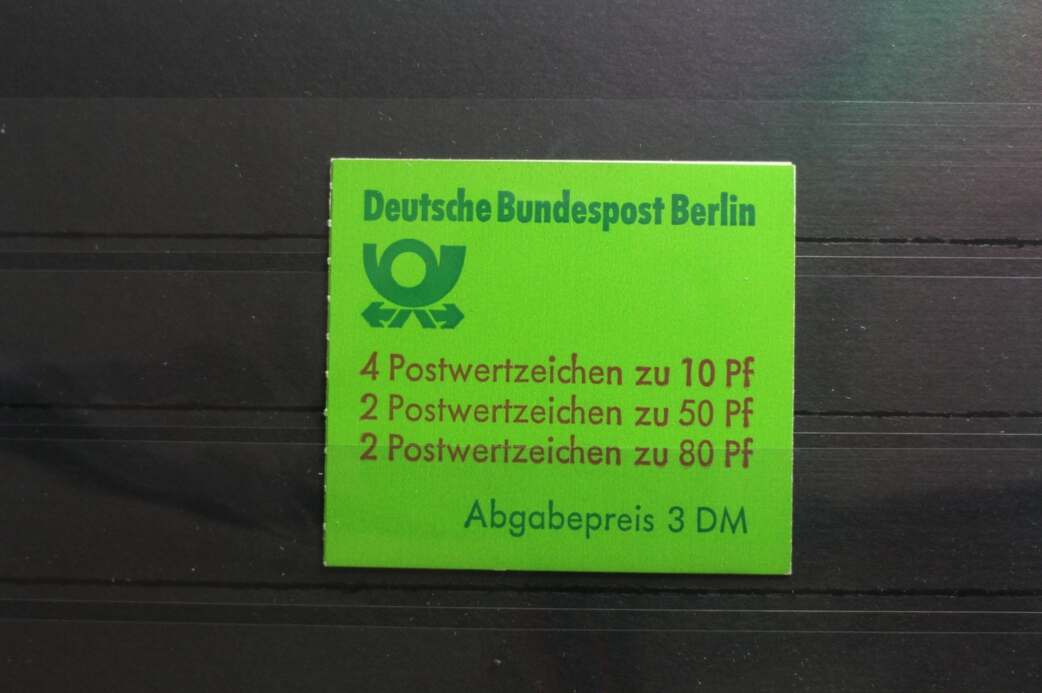 Deutsche Bundespost Berlin
4 Postwertzeichen zu 10 Pf
2 Postwertzeichen zu 50 Pf
2 Postwertzeichen zu 80 Pf
Abgabepreis 3 DM